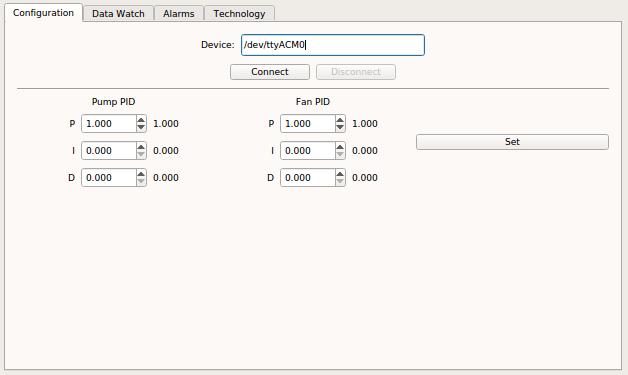 Configuration Data Watch Alarms Technology
Device: /dev/ttyACM0
Connect Disconnect
Pump PID Fan PID
P 1.000 1.000 P 1.000 1.000
Set
I 0.000 0.000 I 0.000 0.000
D 0.000 0.000 D 0.000 0.000